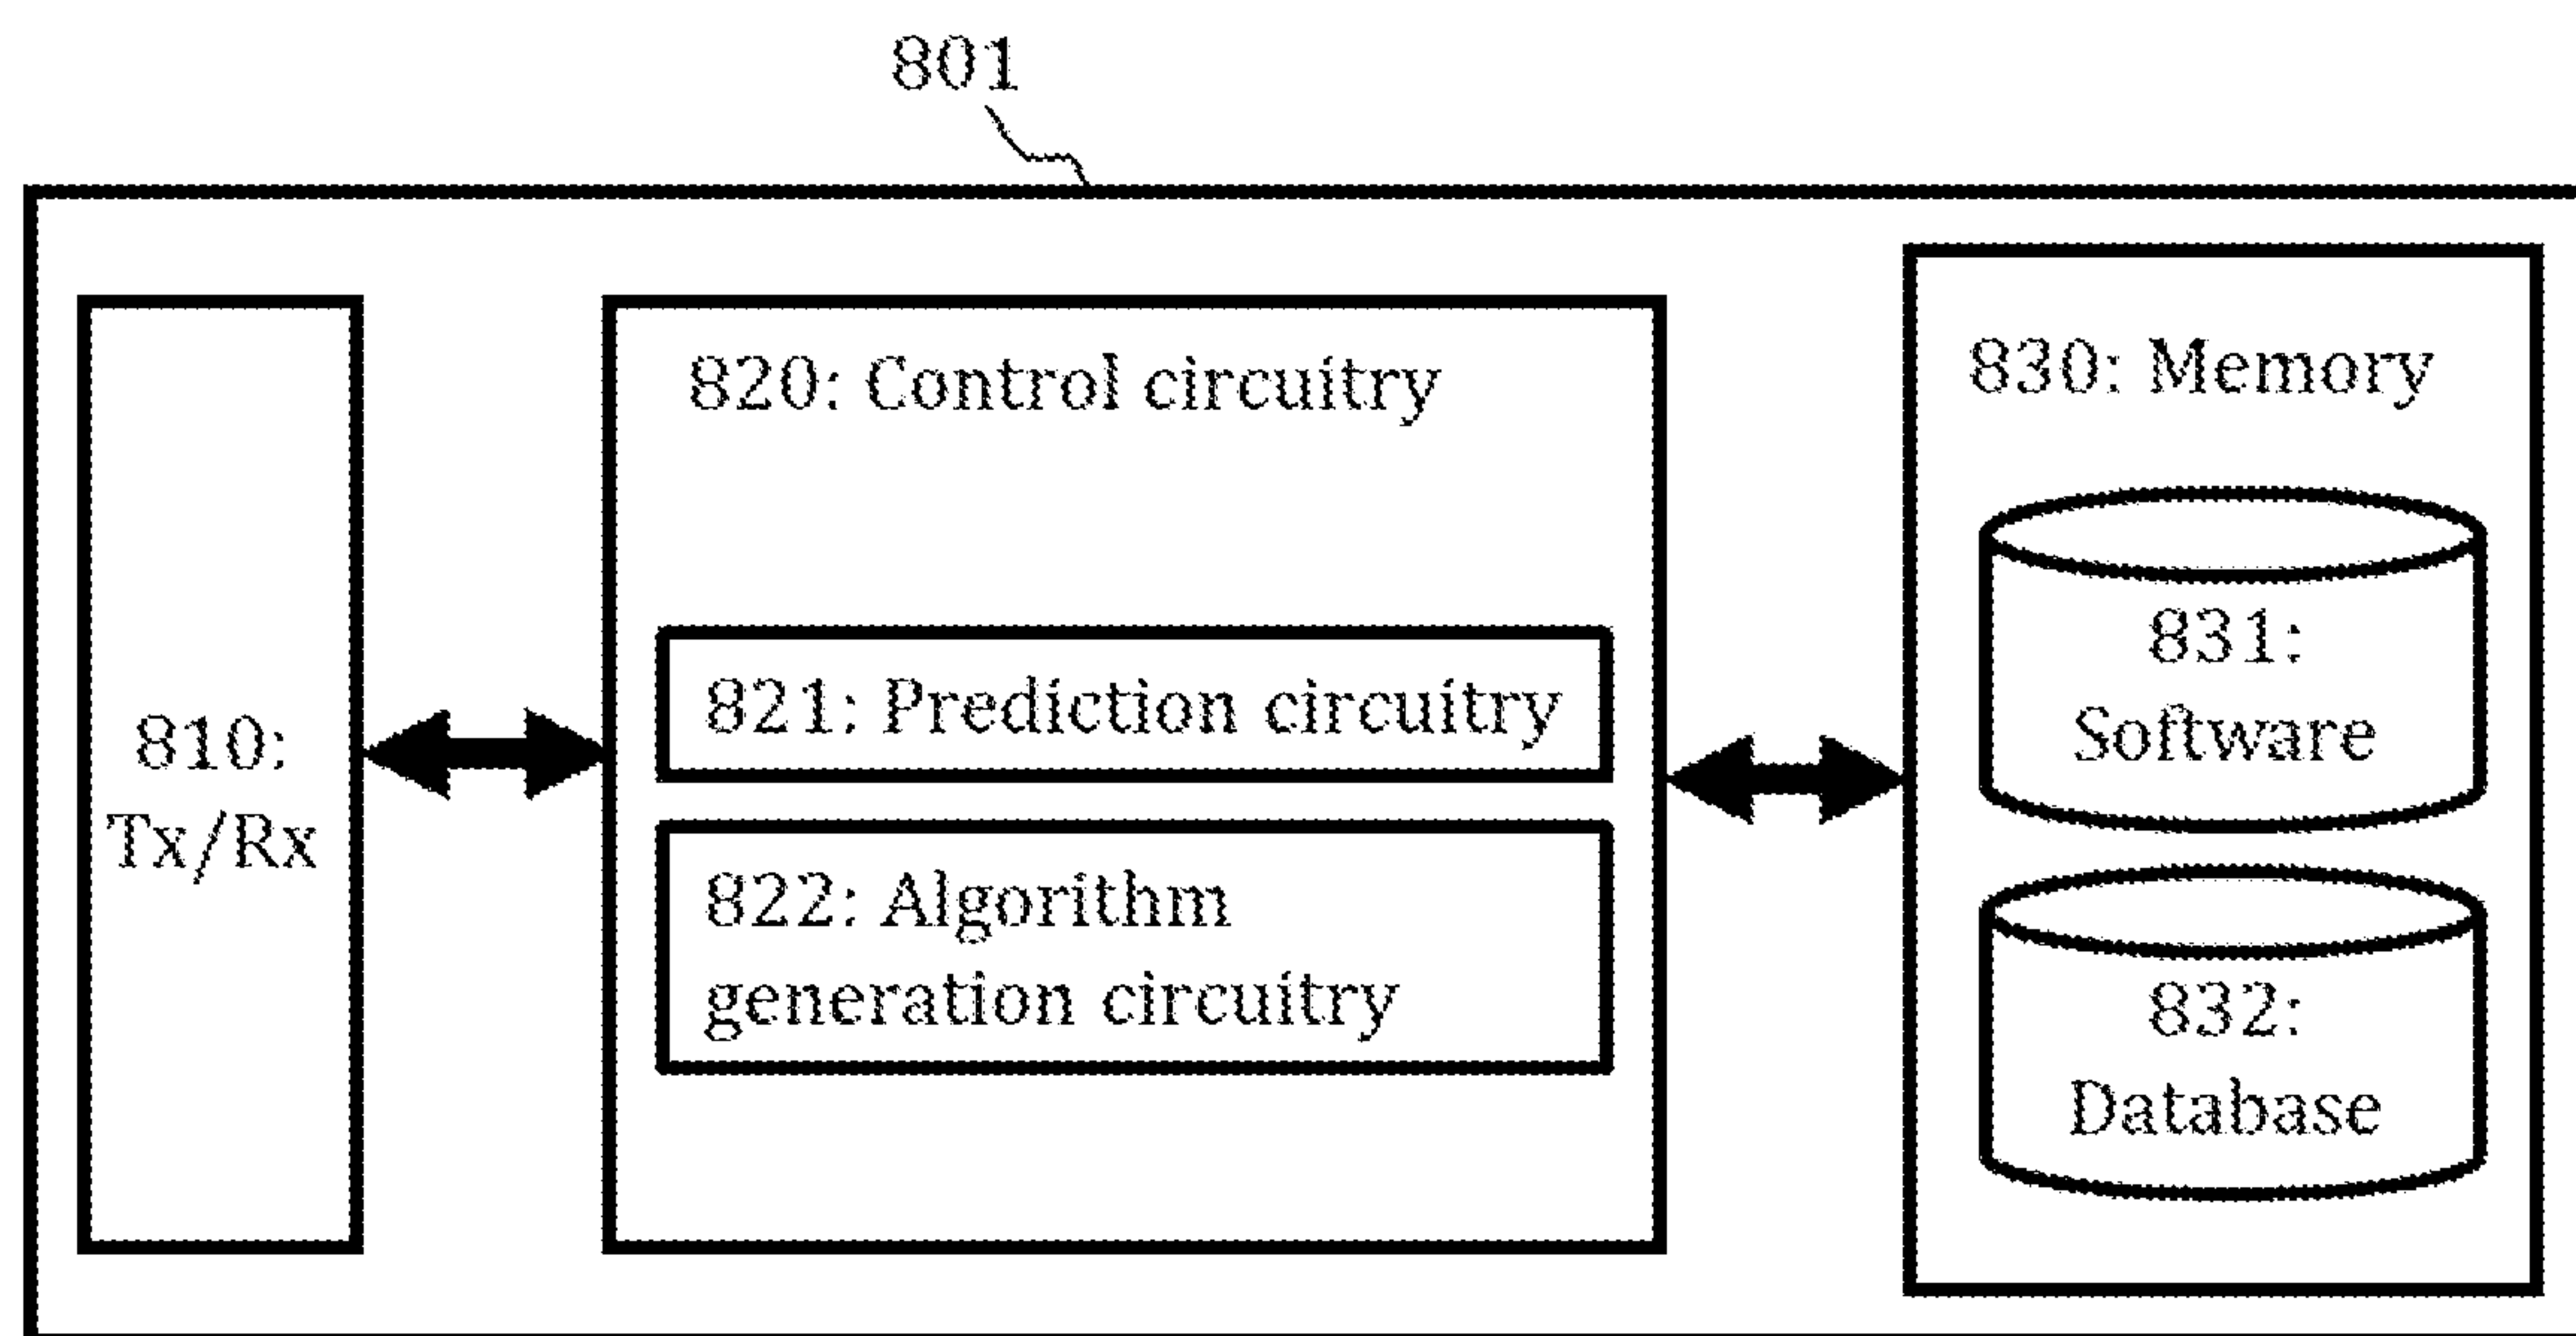 801
810:
Tx/Rx
820: Control circuitry
821: Prediction circuitry
822: Algorithm
generation circuitry
830: Memory
831:
Software
832:
Database